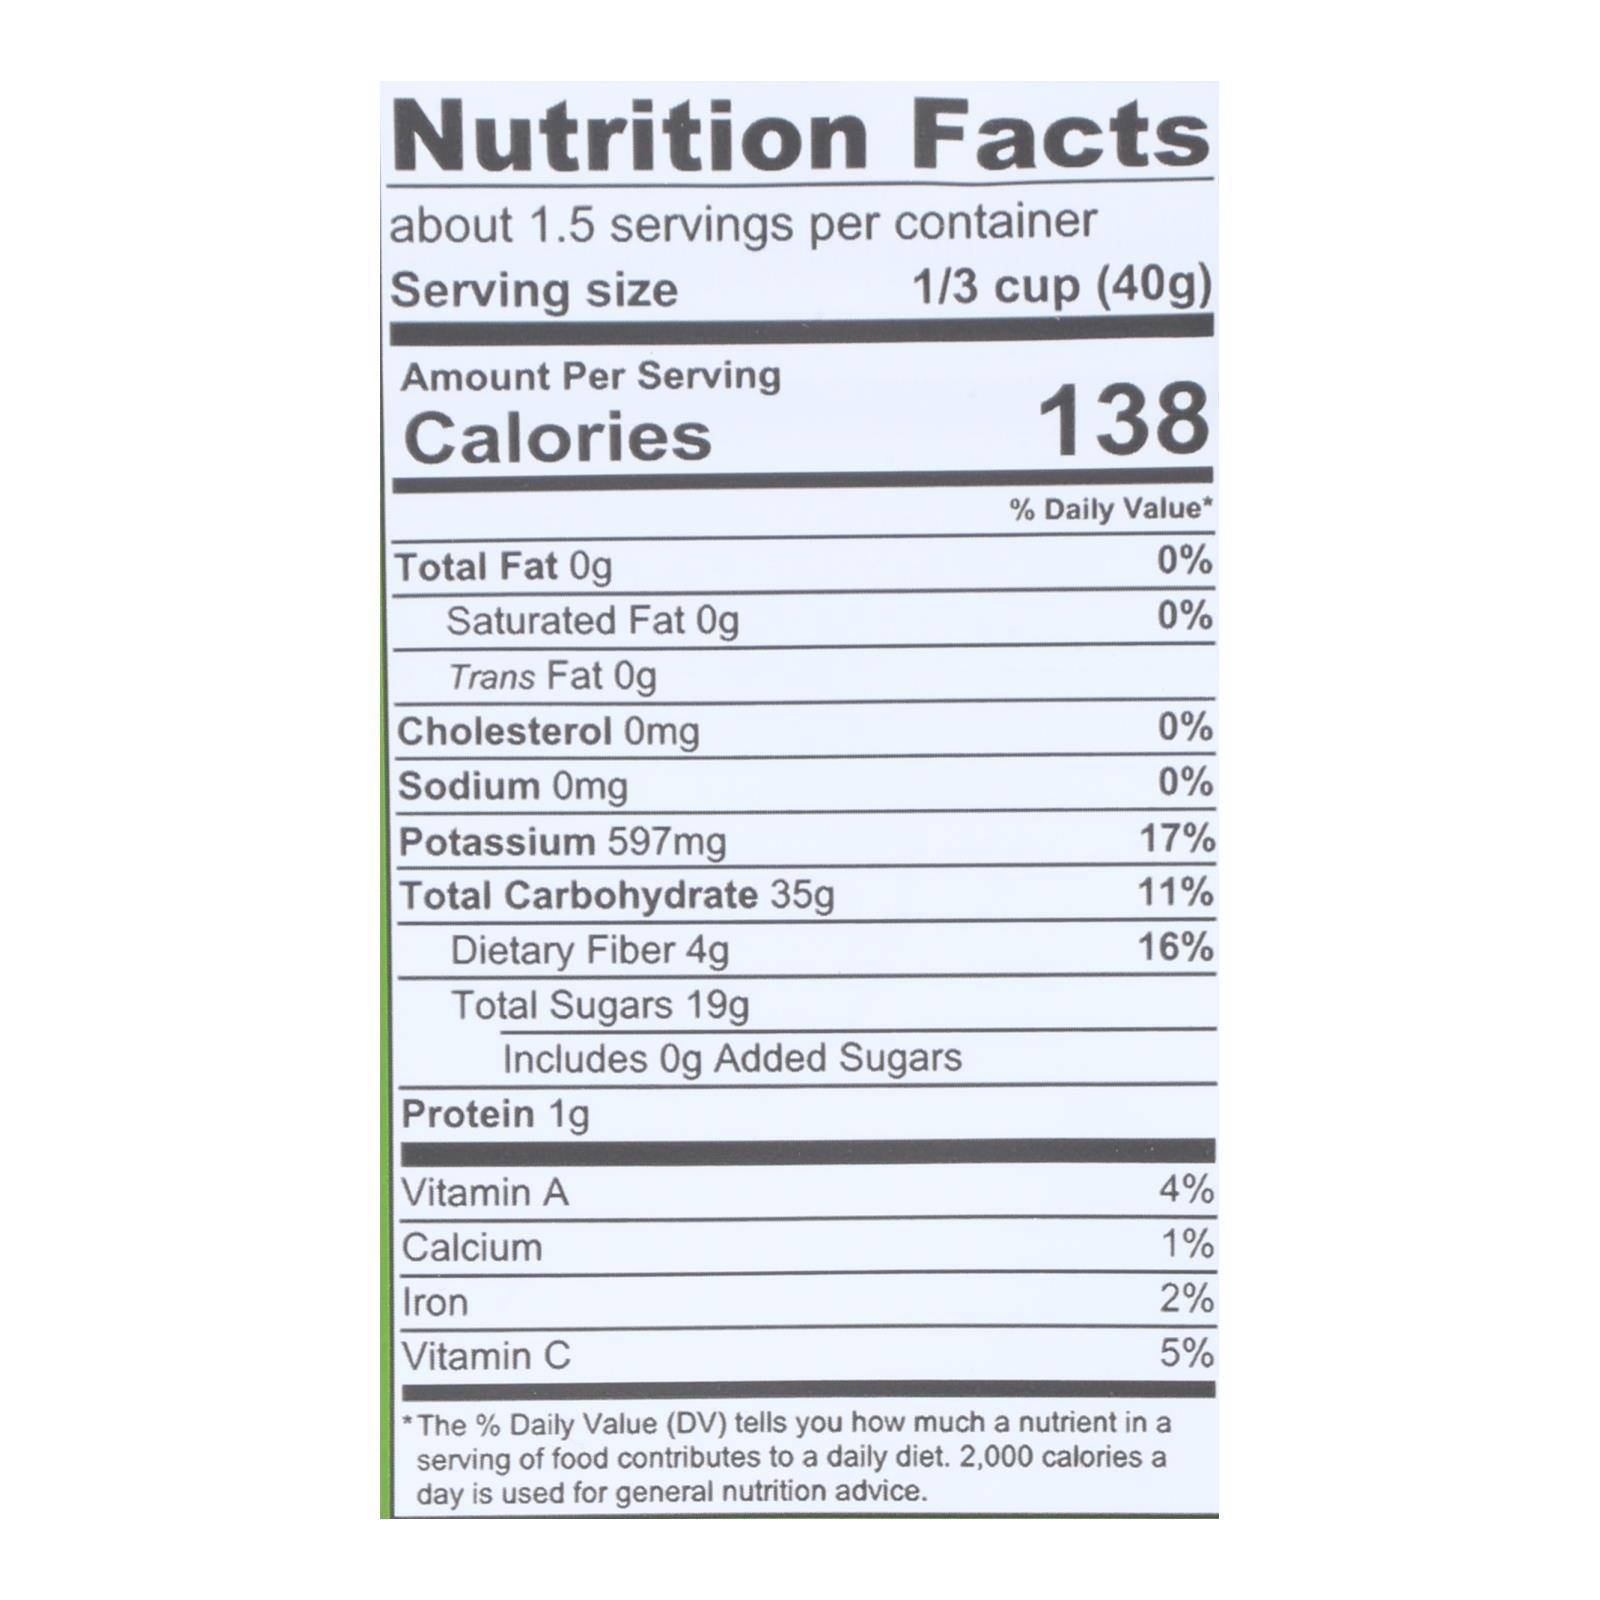 Nutrition Facts
about 1.5 servings per container
Serving size 1/3 cup (40g)
Amount Per Serving
Calories 138
% Daily Value*
Total Fat 0g 0%
Saturated Fat 0g 0%
Trans Fat 0g
Cholesterol 0mg 0%
Sodium 0mg 0%
Potassium 597mg 17%
Total Carbohydrate 35g 11%
Dietary Fiber 4g 16%
Total Sugars 19g
Includes 0g Added Sugars
Protein 1g
Vitamin A 4%
Calcium 1%
Iron 2%
Vitamin C 5%
*The % Daily Value (DV) tells you how much a nutrient in a
serving of food contributes to a daily diet. 2,000 calories a
day is used for general nutrition advice.